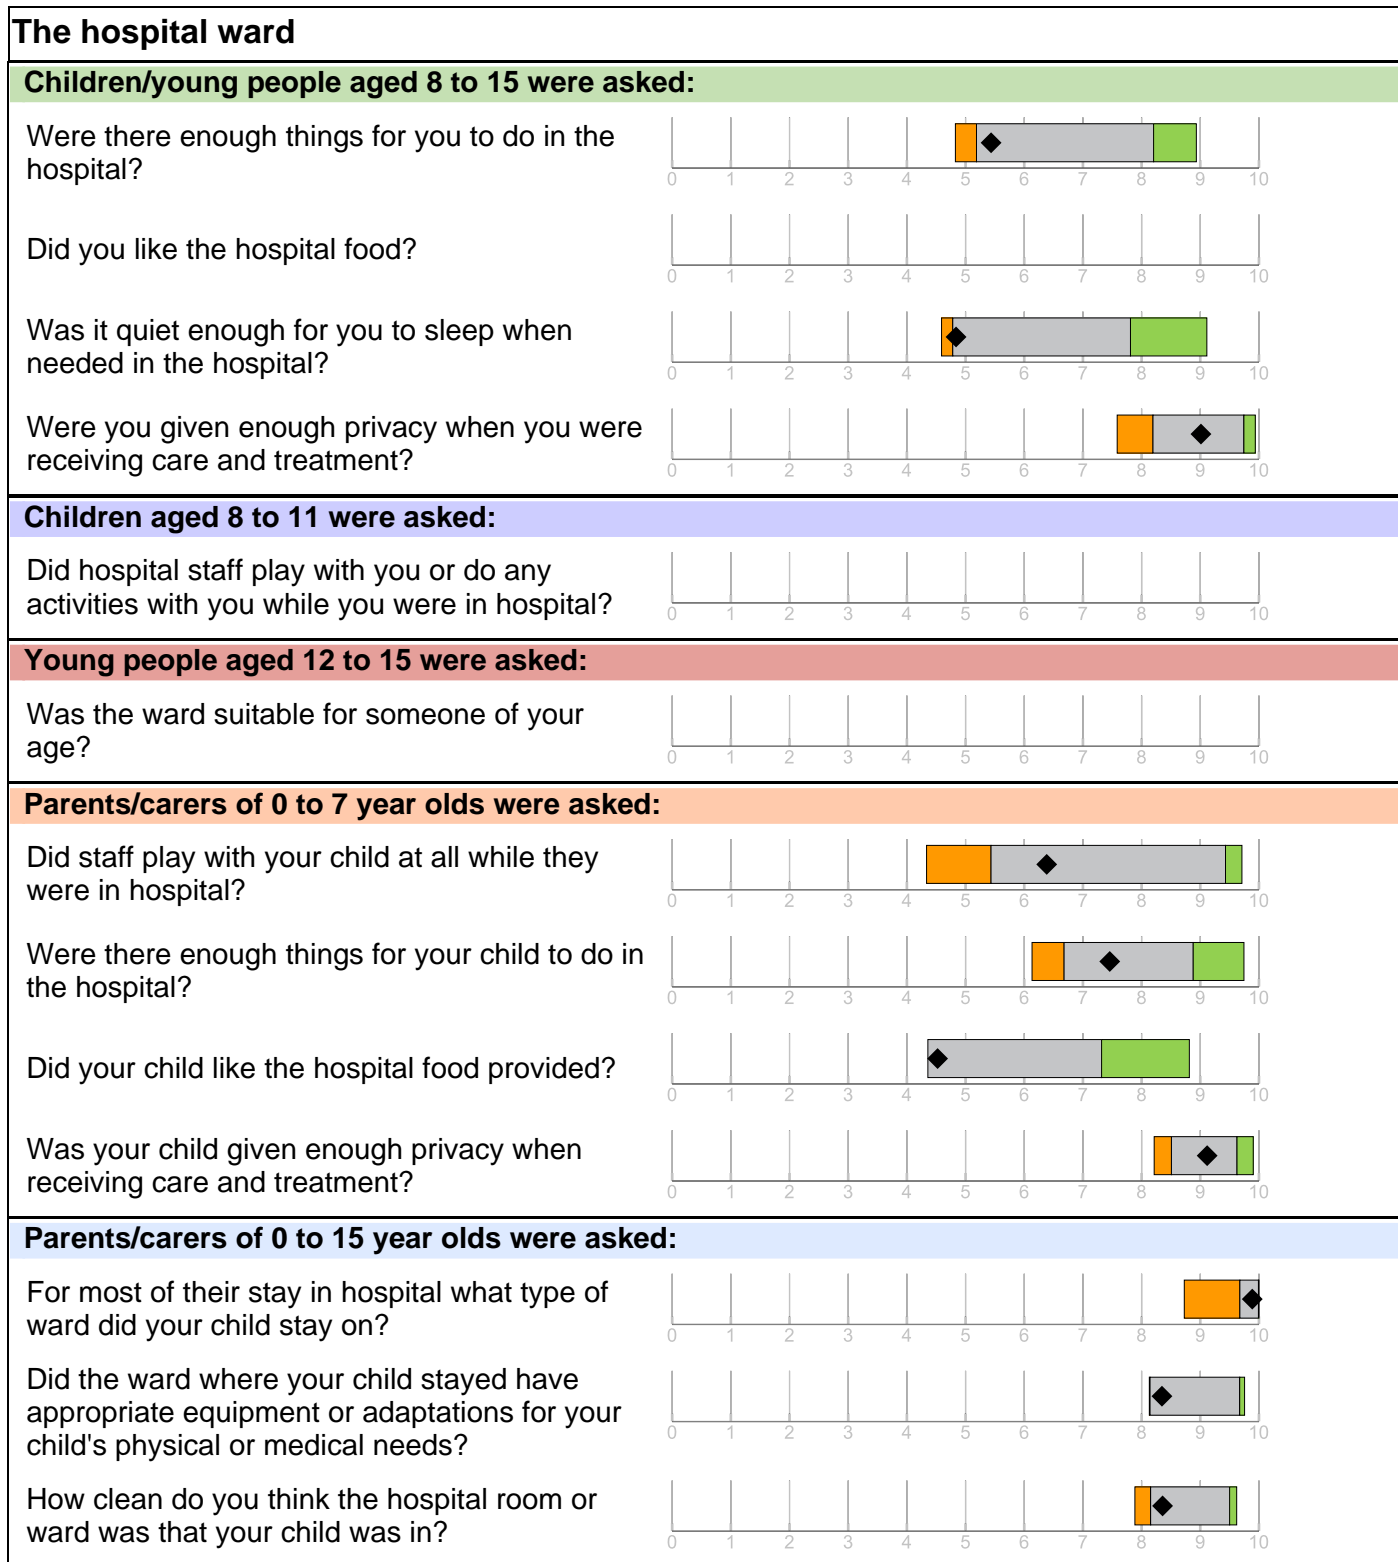 The hospital ward
Children/young people aged 8 to 15 were asked:
Were there enough things for you to do in the
hospital?
0 1 2 3 4 5 6 7 8 9 10
Did you like the hospital food?
0 1 2 3 4 5 6 7 8 9 10
Was it quiet enough for you to sleep when
needed in the hospital?
0 1 2 3 4 5 6 7 8 9 10
Were you given enough privacy when you were
receiving care and treatment?
0 1 2 3 4 5 6 7 8 9 10
Children aged 8 to 11 were asked:
Did hospital staff play with you or do any
activities with you while you were in hospital?
0 1 2 3 4 5 6 7 8 9 10
Young people aged 12 to 15 were asked:
Was the ward suitable for someone of your
age?
0 1 2 3 4 5 6 7 8 9 10
Parents/carers of 0 to 7 year olds were asked:
Did staff play with your child at all while they
were in hospital?
0 1 2 3 4 5 6 7 8 9 10
Were there enough things for your child to do in
the hospital?
0 1 2 3 4 5 6 7 8 9 10
Did your child like the hospital food provided?
0 1 2 3 4 5 6 7 8 9 10
Was your child given enough privacy when
receiving care and treatment?
0 1 2 3 4 5 6 7 8 9 10
Parents/carers of 0 to 15 year olds were asked:
For most of their stay in hospital what type of
ward did your child stay on?
0 1 2 3 4 5 6 7 8 9 10
Did the ward where your child stayed have
appropriate equipment or adaptations for your
child's physical or medical needs?
0 1 2 3 4 5 6 7 8 9 10
How clean do you think the hospital room or
ward was that your child was in?
0 1 2 3 4 5 6 7 8 9 10